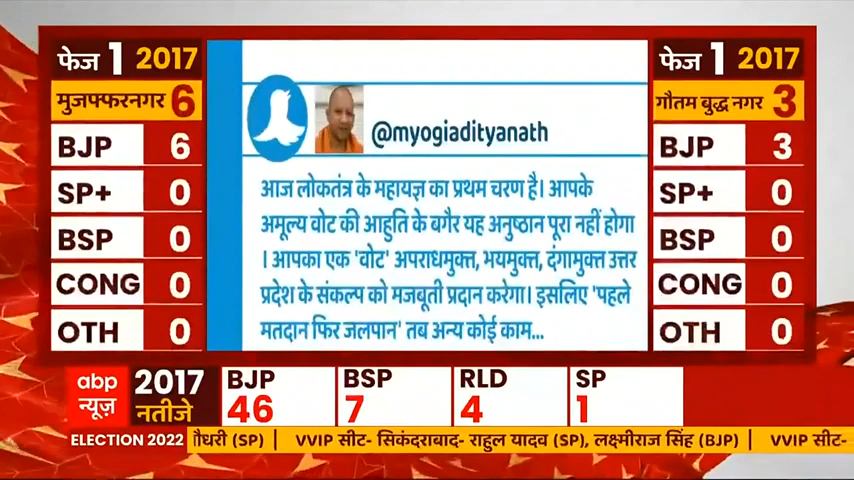 फेज 1 2017
मुजफ्फरनगर 6
BJP 6
SP+ 0
BSP 0
CONG 0
OTH 0
@myogiadityanath
आज लोकतंत्र के महायज्ञ का प्रथम चरण है। आपके
अमूल्य वोट की आहुति के बगैर यह अनुष्ठान पूरा नहीं होगा
। आपका एक 'वोट' अपराधमुक्त, भयमुक्त, दंगामुक्त उत्तर
प्रदेश के संकल्प को मजबूती प्रदान करेगा। इसलिए 'पहले
मतदान फिर जलपान' तब अन्य कोई काम...
फेज 1 2017
गौतम बुद्ध नगर 3
BJP 3
SP+ 0
BSP 0
CONG 0
OTH 0
abp न्यूज़
2017 नतीजे
BJP 46
BSP 7
RLD 4
SP 1
ELECTION 2022 गौधरी (SP) | VVIP सीट- सिकंदराबाद- राहुल यादव (SP), लक्ष्मीराज सिंह (BJP) | VVIP सीट-